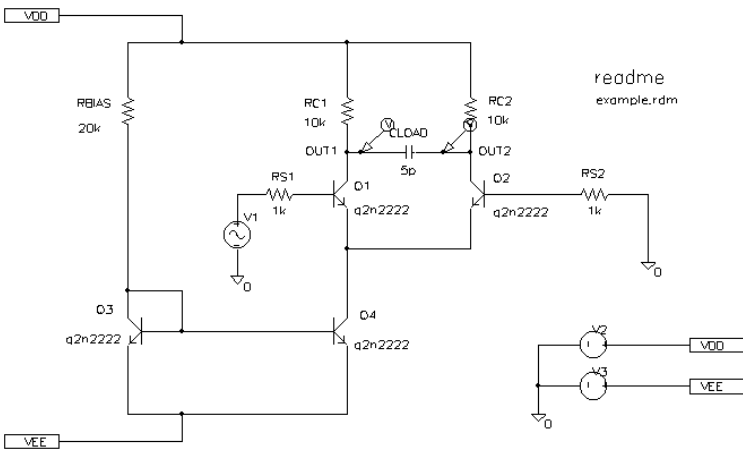 VDD
readme
example.rdm
RBIAS
20k
RC1
10k
RC2
10k
V
CLOAD
V
OUT1
OUT2
5p
RS1
1k
Q1
q2n2222
Q2
q2n2222
RS2
1k
V1
0
0
Q3
q2n2222
Q4
q2n2222
V2
VDD
V3
VEE
0
VEE